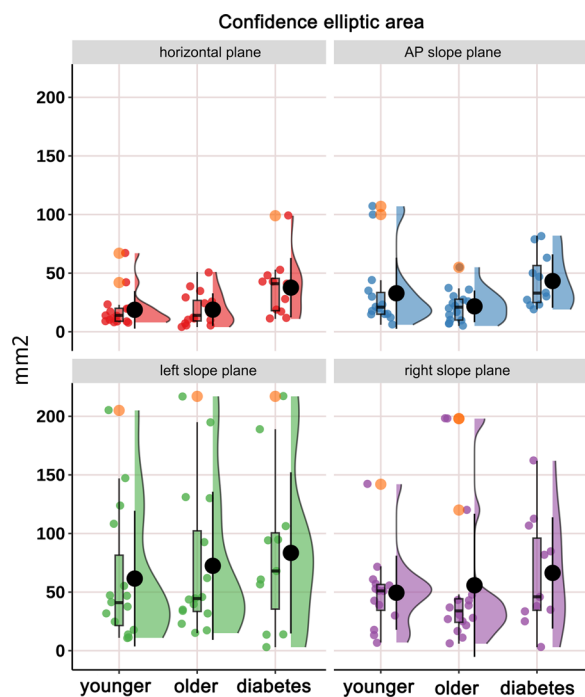 Confidence elliptic area
horizontal plane AP slope plane
200
150
100
50
0
left slope plane right slope plane
200
150
100
50
0
mm2
younger older diabetes younger older diabetes